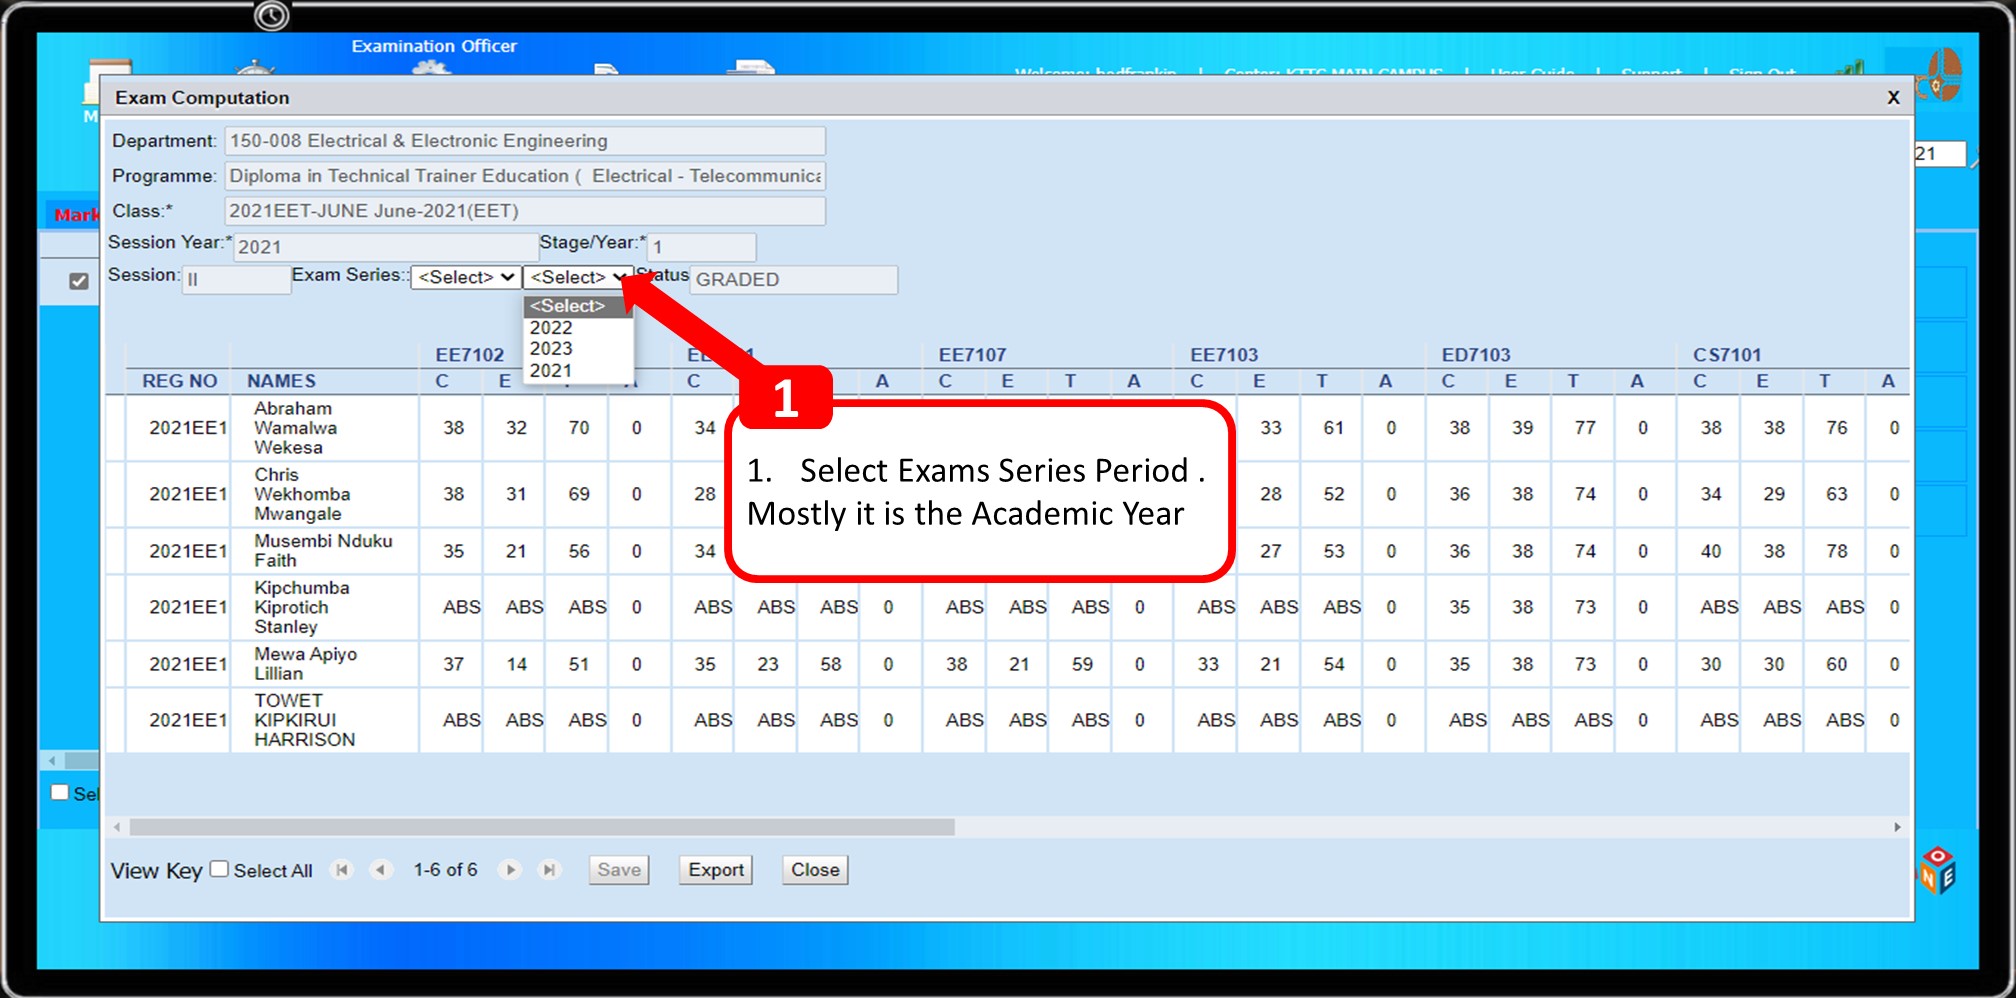 Examination Officer
Welcome: hodfrankin | Center: KTTC MAIN CAMPUS | User Guide | Support | Sign Out
Exam Computation X
Department: 150-008 Electrical & Electronic Engineering
21
Programme: Diploma in Technical Trainer Education ( Electrical - Telecommunica
Mark
Class:* 2021EET-JUNE June-2021(EET)
Session Year:* 2021 Stage/Year:* 1
Session: II Exam Series:: <Select> <Select> Status GRADED
<Select>
2022
2023
2021
EE7102 EE7107 EE7103 ED7103 CS7101
REG NO NAMES C E A C A C E T A C E T A C E T A C E T A
2021EE1 Abraham Wamalwa Wekesa 38 32 70 0 34 33 61 0 38 39 77 0 38 38 76 0
2021EE1 Chris Wekhomba Mwangale 38 31 69 0 28 28 52 0 36 38 74 0 34 29 63 0
2021EE1 Musembi Nduku Faith 35 21 56 0 34 27 53 0 36 38 74 0 40 38 78 0
2021EE1 Kipchumba Kiprotich Stanley ABS ABS ABS 0 ABS ABS ABS 0 ABS ABS ABS 0 ABS ABS ABS 0 35 38 73 0 ABS ABS ABS 0
2021EE1 Mewa Apiyo Lillian 37 14 51 0 35 23 58 0 38 21 59 0 33 21 54 0 35 38 73 0 30 30 60 0
2021EE1 TOWET KIPKIRUI HARRISON ABS ABS ABS 0 ABS ABS ABS 0 ABS ABS ABS 0 ABS ABS ABS 0 ABS ABS ABS 0 ABS ABS ABS 0
1
1. Select Exams Series Period .
Mostly it is the Academic Year
Sel
View Key Select All 1-6 of 6 Save Export Close
N E